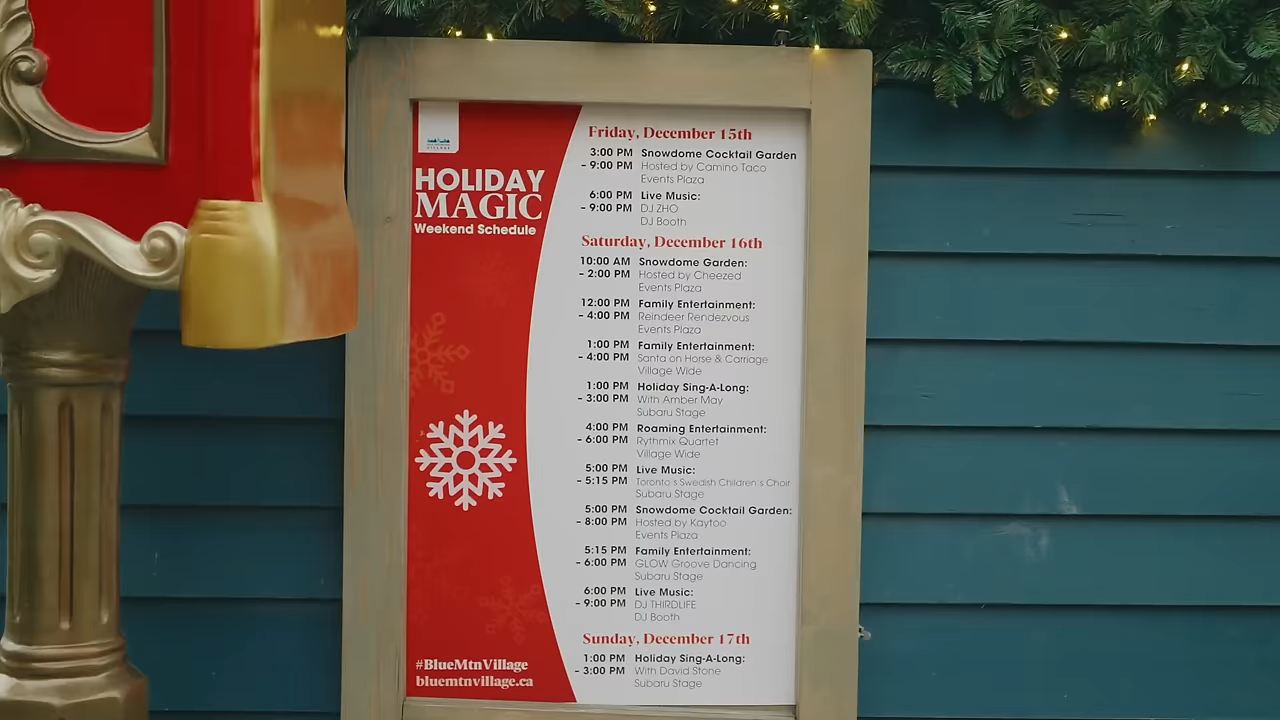 HOLIDAY
MAGIC
Weekend Schedule
#BlueMtnVillage
bluemtnvillage.ca
Friday, December 15th
3:00 PM Snowdome Cocktail Garden
- 9:00 PM Hosted by Camino Taco
Events Plaza
6:00 PM Live Music:
- 9:00 PM DJ ZHO
DJ Booth
Saturday, December 16th
10:00 AM Snowdome Garden:
- 2:00 PM Hosted by Cheezed
Events Plaza
12:00 PM Family Entertainment:
- 4:00 PM Reindeer Rendezvous
Events Plaza
1:00 PM Family Entertainment:
- 4:00 PM Santa on Horse & Carriage
Village Wide
1:00 PM Holiday Sing-A-Long:
- 3:00 PM With Amber May
Subaru Stage
4:00 PM Roaming Entertainment:
- 6:00 PM Rythmix Quartet
Village Wide
5:00 PM Live Music:
- 5:15 PM Toronto's Swedish Children's Choir
Subaru Stage
5:00 PM Snowdome Cocktail Garden:
- 8:00 PM Hosted by Kaytoo
Events Plaza
5:15 PM Family Entertainment:
- 6:00 PM GLOW Groove Dancing
Subaru Stage
6:00 PM Live Music:
- 9:00 PM DJ THIRDLIFE
DJ Booth
Sunday, December 17th
1:00 PM Holiday Sing-A-Long:
- 3:00 PM With David Stone
Subaru Stage